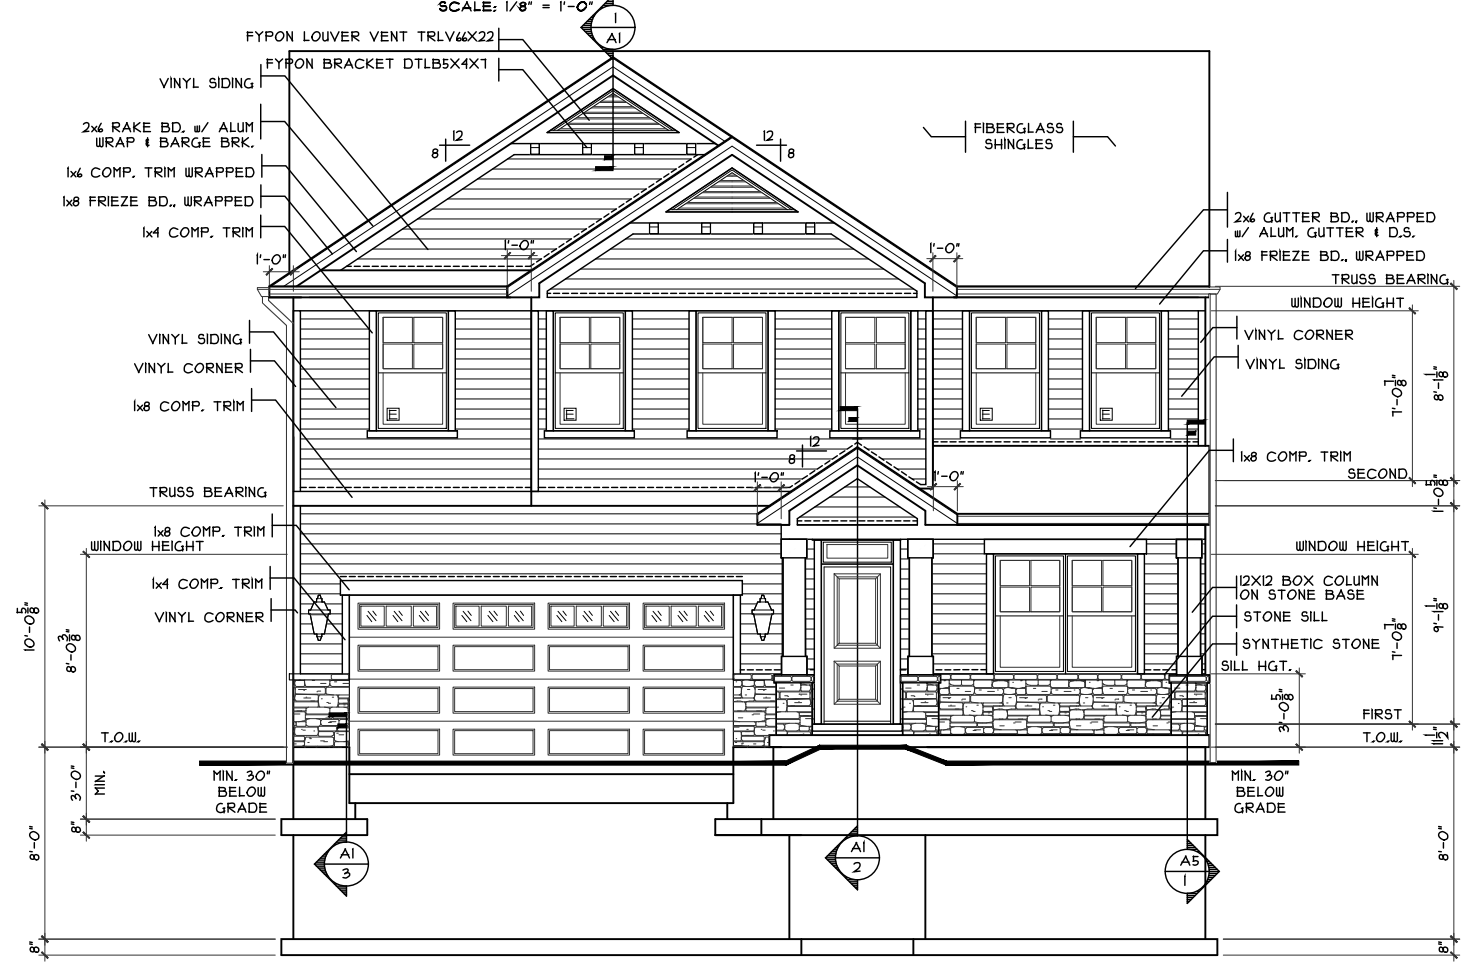 SCALE: 1/8" = 1'-0"
1
A1
FYPON LOUVER VENT TRLV66X22
FYPON BRACKET DTLB5X4X7
VINYL SIDING
2x6 RAKE BD. w/ ALUM
WRAP & BARGE BRK.
1x6 COMP. TRIM WRAPPED
1x8 FRIEZE BD., WRAPPED
1x4 COMP. TRIM
1'-0"
12
8
12
8
FIBERGLASS
SHINGLES
1'-0"
1'-0"
2x6 GUTTER BD., WRAPPED
w/ ALUM. GUTTER & D.S.
1x8 FRIEZE BD., WRAPPED
TRUSS BEARING
WINDOW HEIGHT
VINYL CORNER
VINYL SIDING
VINYL SIDING
VINYL CORNER
1x8 COMP. TRIM
E
E
E
E
7'-0 7/8"
8'-1 1/8"
12
8
1'-0"
1'-0"
1x8 COMP. TRIM
SECOND
1'-0 5/8"
TRUSS BEARING
1x8 COMP. TRIM
WINDOW HEIGHT
1x4 COMP. TRIM
VINYL CORNER
10'-0 5/8"
8'-0 3/8"
WINDOW HEIGHT
12X12 BOX COLUMN
ON STONE BASE
STONE SILL
SYNTHETIC STONE
SILL HGT.
7'-0 7/8"
9'-1 1/8"
3'-0 5/8"
FIRST
T.O.W.
1 1/2"
T.O.W.
3'-0"
MIN.
8"
MIN. 30"
BELOW
GRADE
MIN. 30"
BELOW
GRADE
8'-0"
8'-0"
A1
3
A1
2
A5
1
8"
8"